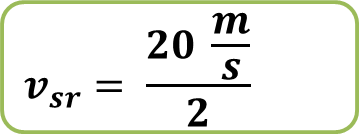 v_sr = (20 m/s)/2